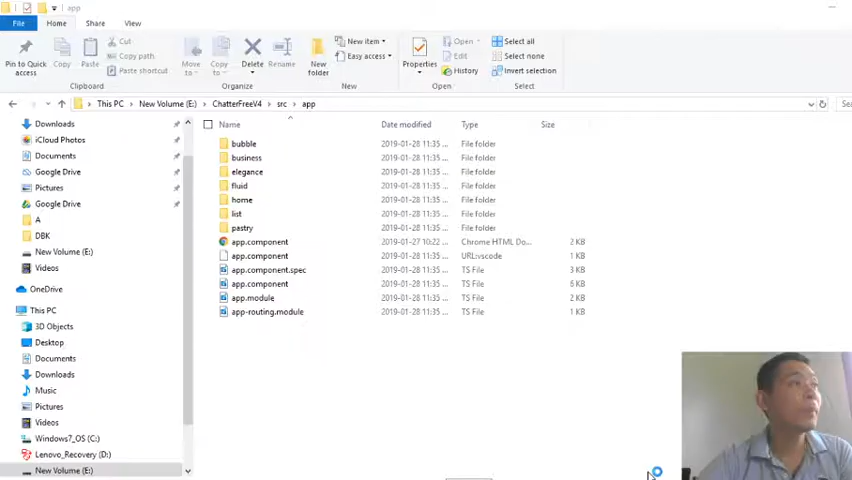 app
File Home Share View
Pin to Quick access
Copy
Paste
Cut
Copy path
Paste shortcut
Move to
Copy to
Delete
Rename
New folder
New item
Easy access
Properties
Open
Edit
History
Select all
Select none
Invert selection
Clipboard Organize New Open Select
This PC > New Volume (E:) > ChatterFreeV4 > src > app
Sea
Name Date modified Type Size
Downloads
iCloud Photos
Documents
Google Drive
Pictures
Google Drive
A
DBK
New Volume (E:)
Videos
OneDrive
This PC
3D Objects
Desktop
Documents
Downloads
Music
Pictures
Videos
Windows7_OS (C:)
Lenovo_Recovery (D:)
New Volume (E:)
bubble 2019-01-28 11:35 ... File folder
business 2019-01-28 11:35 ... File folder
elegance 2019-01-28 11:35 ... File folder
fluid 2019-01-28 11:35 ... File folder
home 2019-01-28 11:35 ... File folder
list 2019-01-28 11:35 ... File folder
pastry 2019-01-28 11:35 ... File folder
app.component 2019-01-27 10:22 ... Chrome HTML Do... 2 KB
app.component 2019-01-28 11:35 ... URL:vscode 1 KB
app.component.spec 2019-01-28 11:35 ... TS File 3 KB
app.component 2019-01-28 11:35 ... TS File 6 KB
app.module 2019-01-28 11:35 ... TS File 2 KB
app-routing.module 2019-01-28 11:35 ... TS File 1 KB